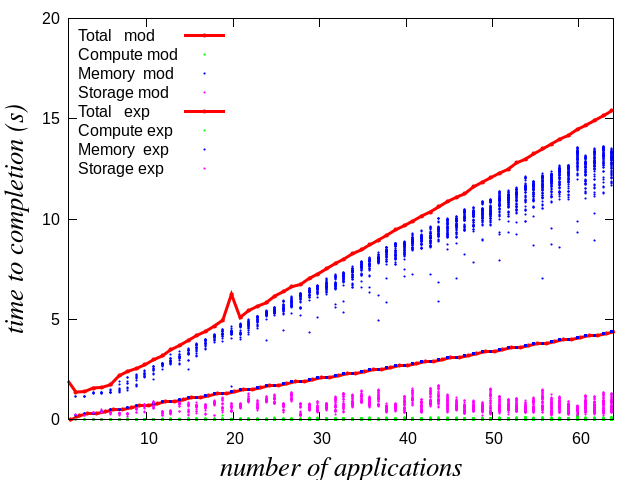 20
15
10
5
0
time to completion (s)
Total mod
Compute mod
Memory mod
Storage mod
Total exp
Compute exp
Memory exp
Storage exp
10 20 30 40 50 60
number of applications